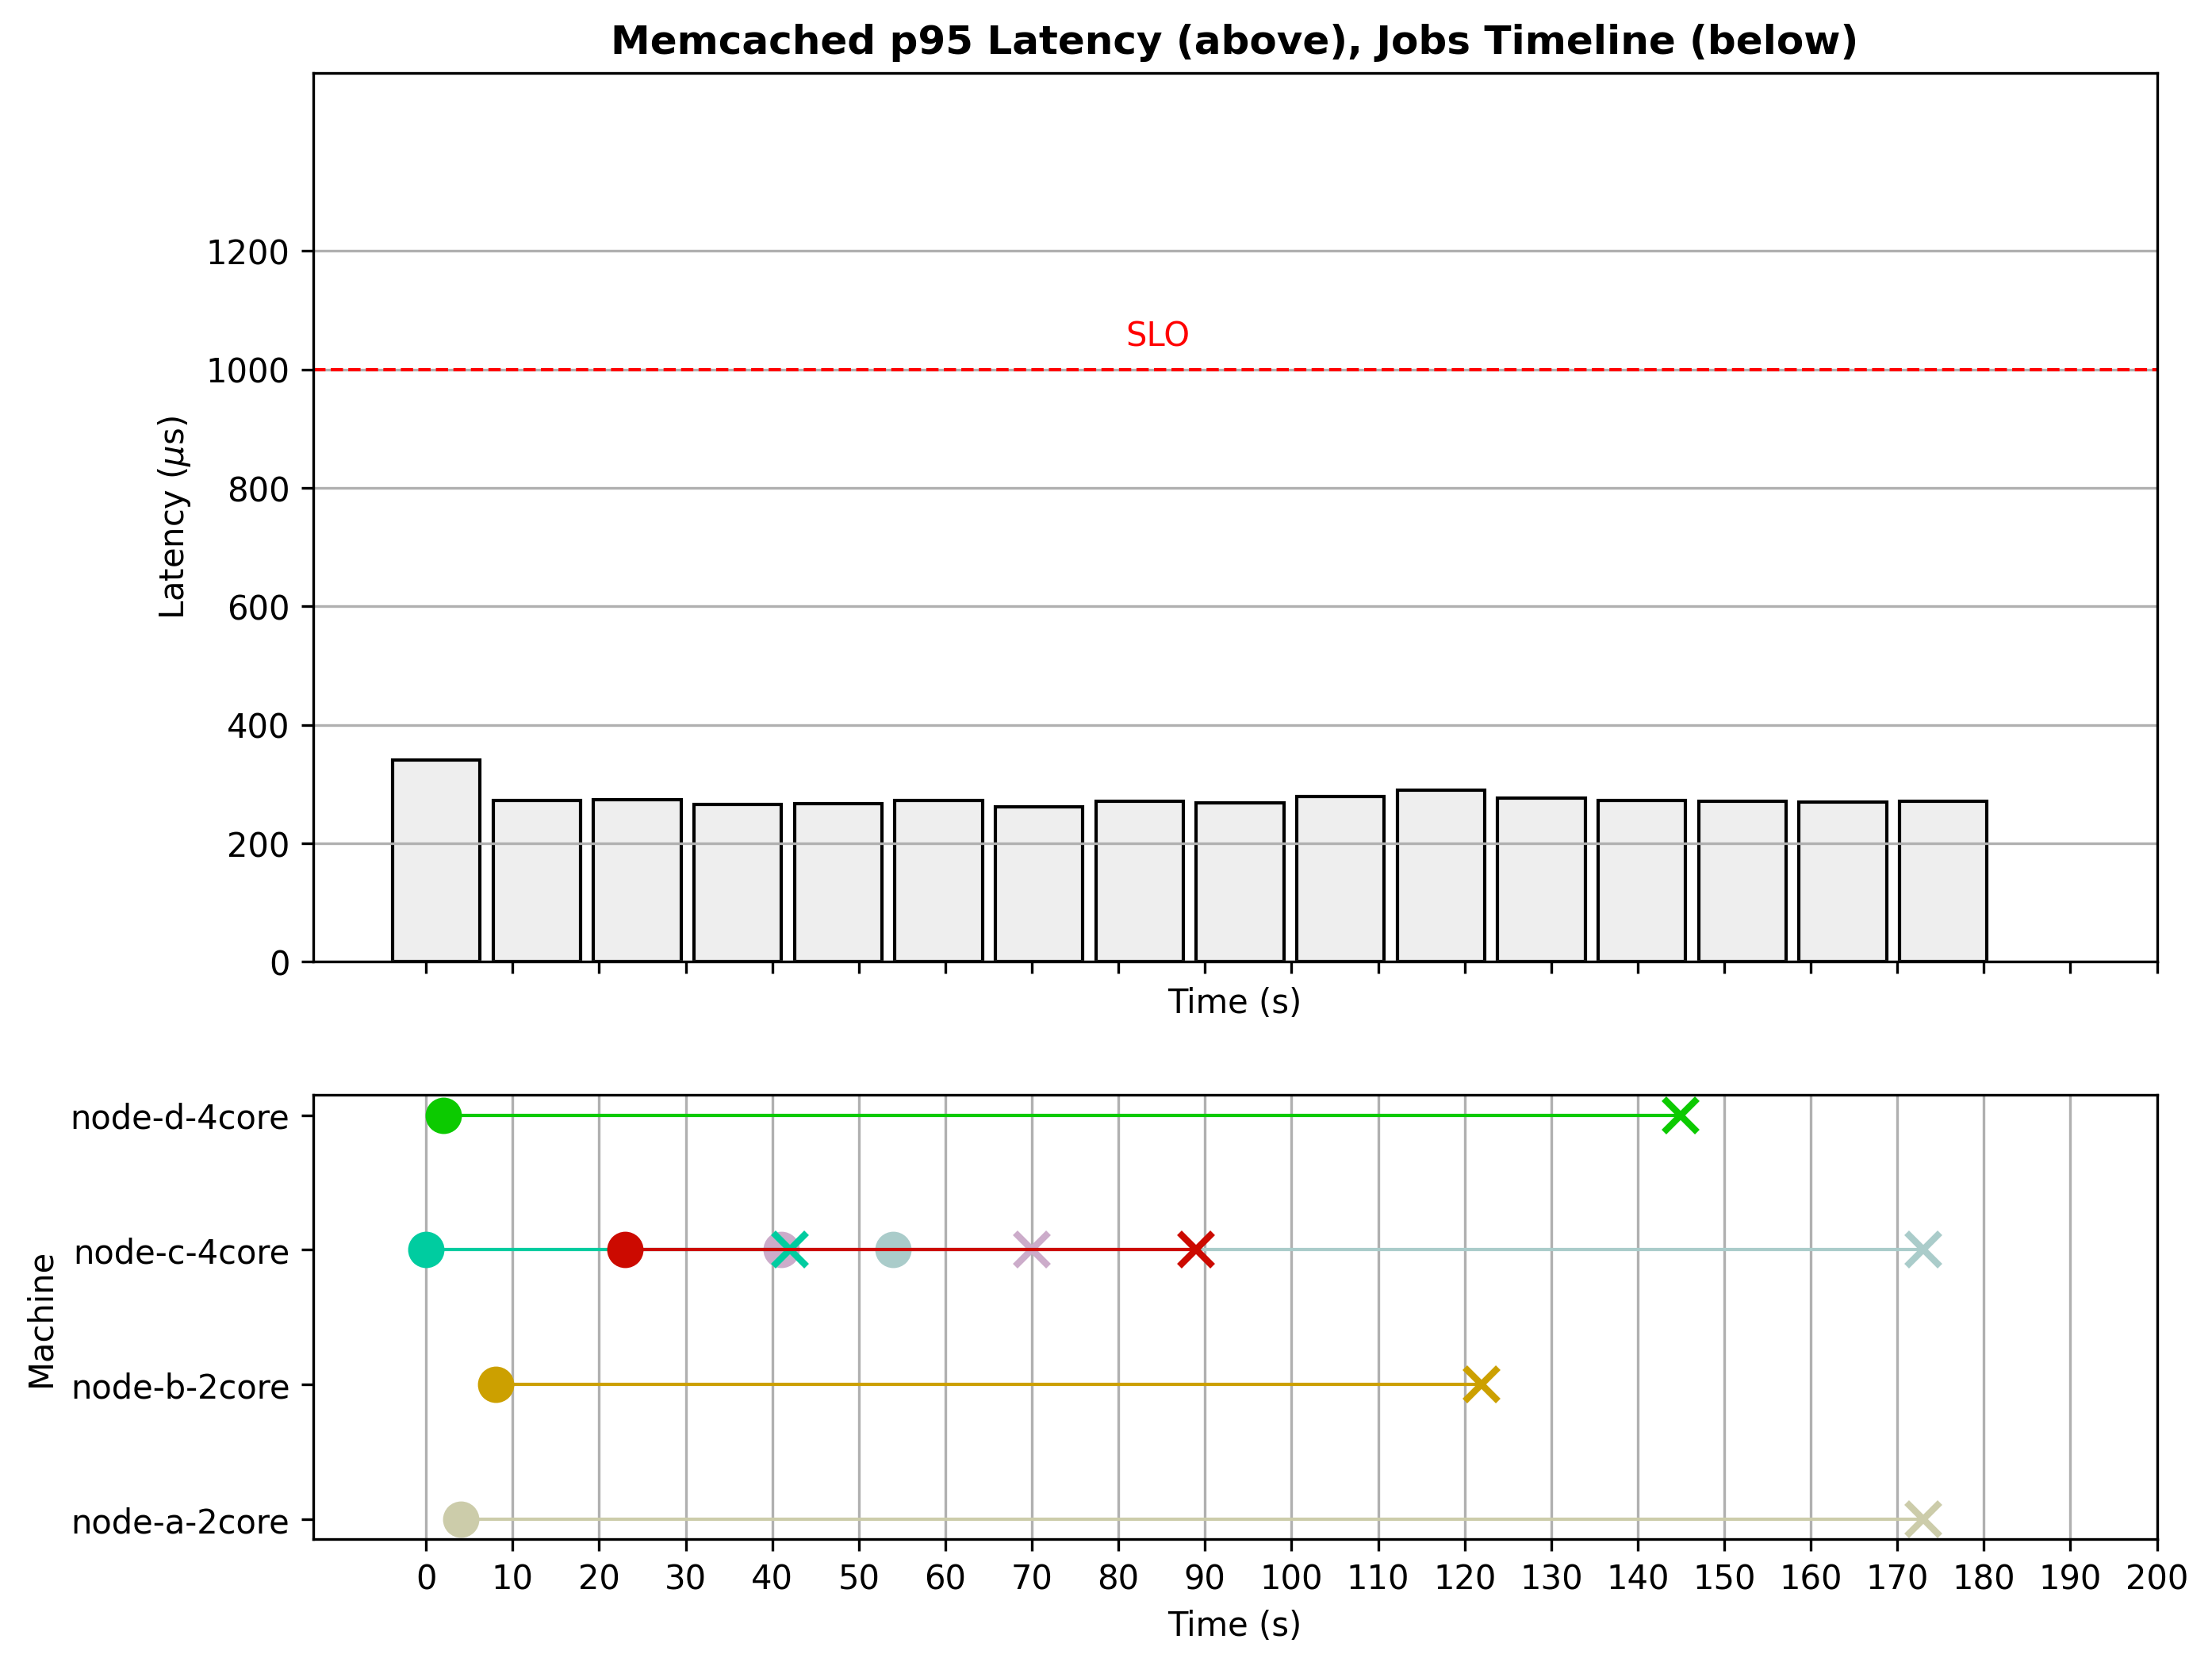 Memcached p95 Latency (above), Jobs Timeline (below)
1200
SLO
1000
Latency (μs)
800
600
400
200
0
Time (s)
node-d-4core
node-c-4core
Machine
node-b-2core
node-a-2core
0 10 20 30 40 50 60 70 80 90 100 110 120 130 140 150 160 170 180 190 200
Time (s)